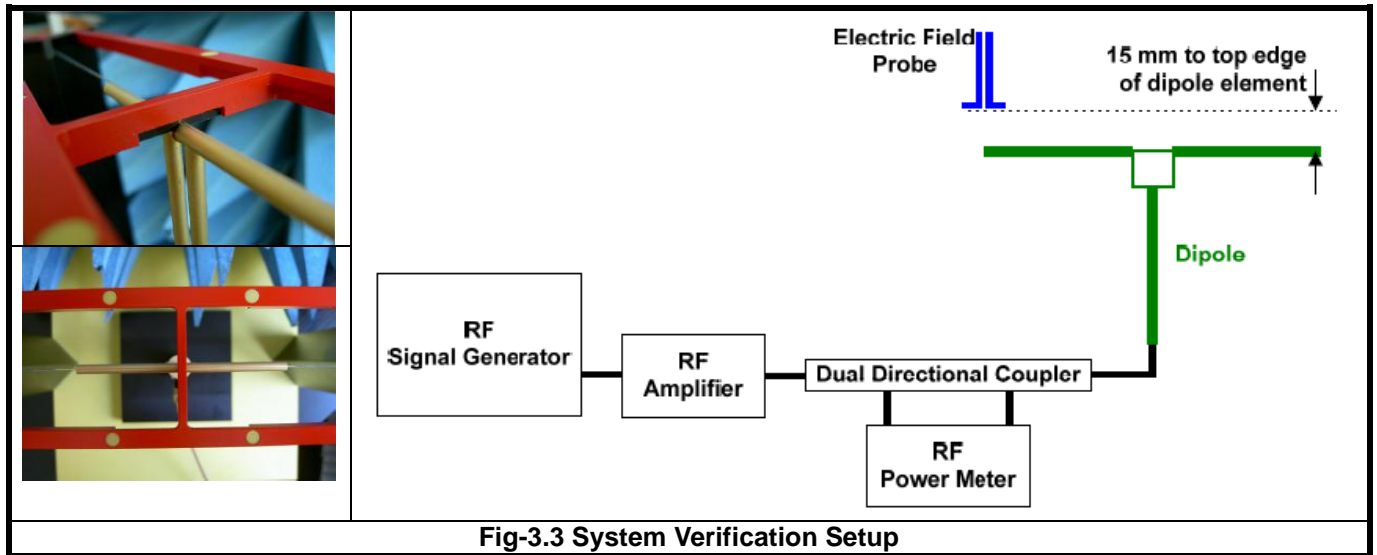 Electric Field
Probe
15 mm to top edge
of dipole element
Dipole
RF
Signal Generator
RF
Amplifier
Dual Directional Coupler
RF
Power Meter
Fig-3.3 System Verification Setup